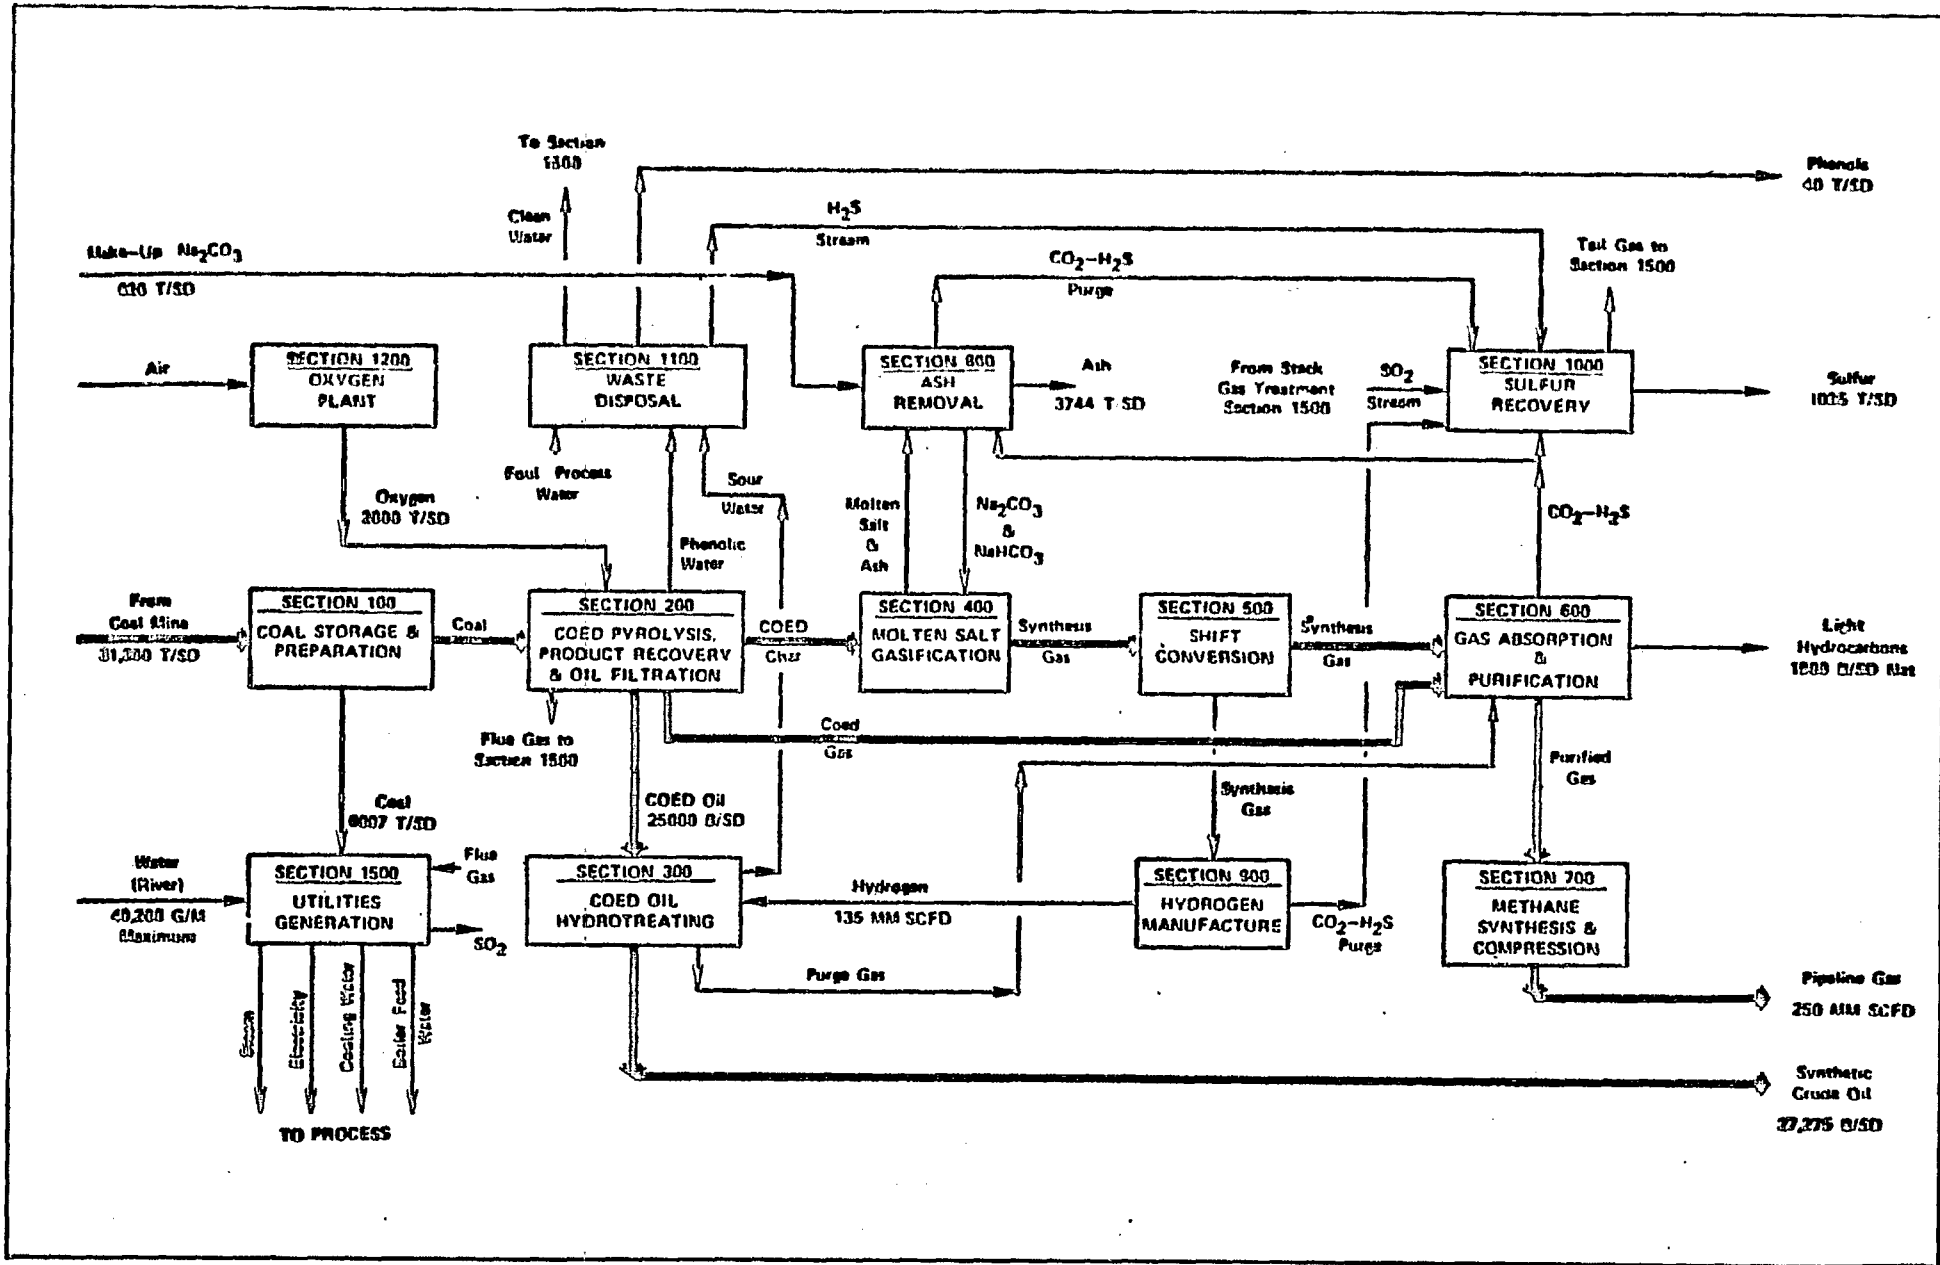 To Section
Phenols
40 T/SD
Clean
Water
H2S
Stream
Make-Up Na2CO3
T/SD
CO2-H2S
Purge
Tail Gas to
Section 1500
Air
SECTION 1200
OXYGEN
PLANT
SECTION 1100
WASTE
DISPOSAL
ASH
REMOVAL
Ash
3744 T SD
From Stack
Gas Treatment
Section 1500
SO2
Stream
SECTION 1000
SULFUR
RECOVERY
Sulfur
T/SD
Foul Process
Water
Sour
Water
Oxygen
2000 T/SD
Phenolic
Water
Molten
Salt
&
Ash
Na2CO3
&
NaHCO3
CO2-H2S
From
Coal Mine
T/SD
SECTION 100
COAL STORAGE &
PREPARATION
Coal
SECTION 200
COED PYROLYSIS,
PRODUCT RECOVERY
& OIL FILTRATION
COED
Char
SECTION 400
MOLTEN SALT
GASIFICATION
Synthesis
Gas
SECTION 500
SHIFT
CONVERSION
Synthesis
Gas
SECTION 600
GAS ABSORPTION
&
PURIFICATION
Light
Hydrocarbons
B/SD Net
Flue Gas to
Section 1500
Coed
Gas
Purified
Gas
Coal
T/SD
COED Oil
25000 B/SD
Synthesis
Gas
Water
(River)
40,200 G/M
Maximum
SECTION 1500
UTILITIES
GENERATION
Flue
Gas
SO2
SECTION 300
COED OIL
HYDROTREATING
Hydrogen
135 MM SCFD
SECTION 900
HYDROGEN
MANUFACTURE
CO2-H2S
Purge
SECTION 700
METHANE
SYNTHESIS &
COMPRESSION
Purge Gas
Pipeline Gas
250 MM SCFD
Steam
Electricity
Cooling Water
Boiler Feed
Water
TO PROCESS
Synthetic
Crude Oil
B/SD